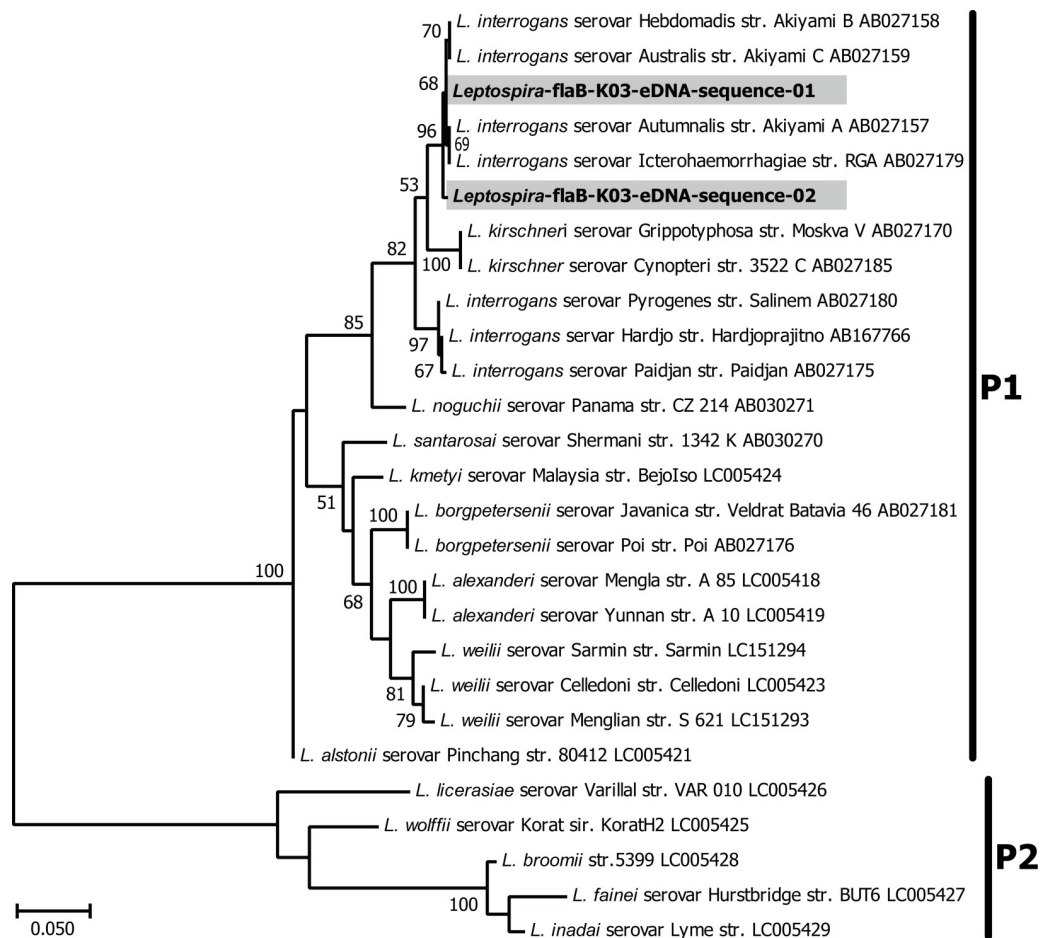 70
L. interrogans serovar Hebdomadis str. Akiyami B AB027158
L. interrogans serovar Australis str. Akiyami C AB027159
68
Leptospira-flaB-K03-eDNA-sequence-01
96
L. interrogans serovar Autumnalis str. Akiyami A AB027157
69
L. interrogans serovar Icterohaemorrhagiae str. RGA AB027179
53
Leptospira-flaB-K03-eDNA-sequence-02
L. kirschneri serovar Grippotyphosa str. Moskva V AB027170
82
100
L. kirschner serovar Cynopteri str. 3522 C AB027185
L. interrogans serovar Pyrogenes str. Salinem AB027180
85
L. interrogans servar Hardjo str. Hardjoprajitno AB167766
97
67
L. interrogans serovar Paidjan str. Paidjan AB027175
P1
L. noguchii serovar Panama str. CZ 214 AB030271
L. santarosai serovar Shermani str. 1342 K AB030270
L. kmetyi serovar Malaysia str. BejoIso LC005424
51
L. borgpetersenii serovar Javanica str. Veldrat Batavia 46 AB027181
100
L. borgpetersenii serovar Poi str. Poi AB027176
100
L. alexanderi serovar Mengla str. A 85 LC005418
100
68
L. alexanderi serovar Yunnan str. A 10 LC005419
L. weilii serovar Sarmin str. Sarmin LC151294
L. weilii serovar Celledoni str. Celledoni LC005423
81
79
L. weilii serovar Menglian str. S 621 LC151293
L. alstonii serovar Pinchang str. 80412 LC005421
L. licerasiae serovar Varillal str. VAR 010 LC005426
L. wolffii serovar Korat sir. KoratH2 LC005425
P2
L. broomii str.5399 LC005428
100
L. fainei serovar Hurstbridge str. BUT6 LC005427
L. inadai serovar Lyme str. LC005429
0.050